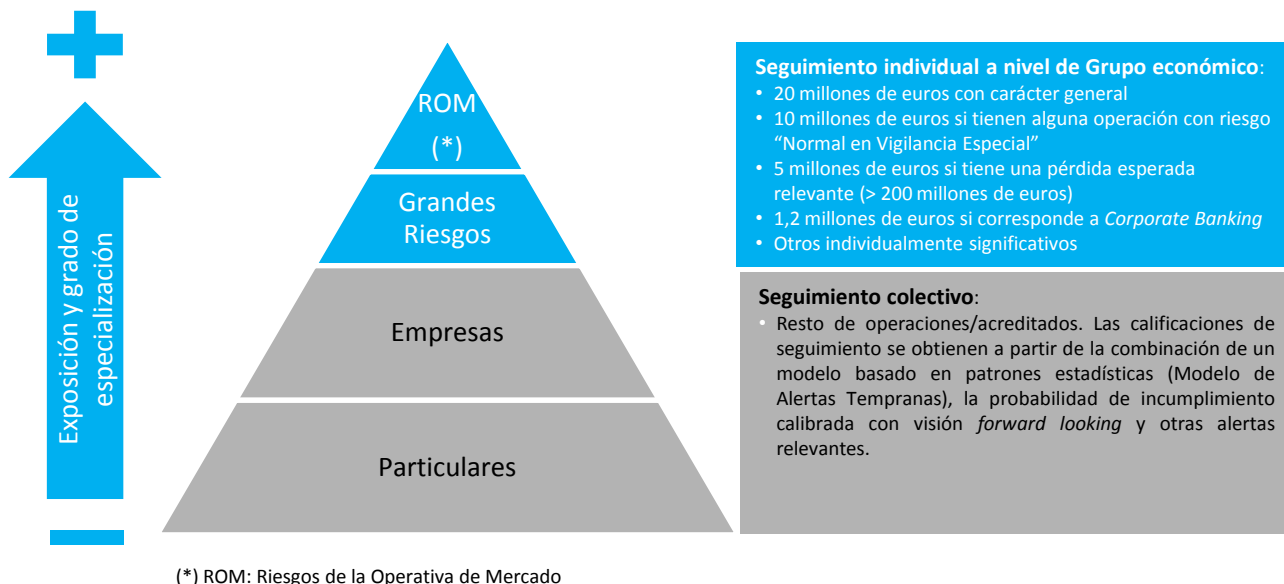 Exposición y grado de
especialización
ROM
(*)
Grandes
Riesgos
Empresas
Particulares
Seguimiento individual a nivel de Grupo económico:
• 20 millones de euros con carácter general
• 10 millones de euros si tienen alguna operación con riesgo
“Normal en Vigilancia Especial”
• 5 millones de euros si tiene una pérdida esperada
relevante (> 200 millones de euros)
• 1,2 millones de euros si corresponde a Corporate Banking
• Otros individualmente significativos
Seguimiento colectivo:
• Resto de operaciones/acreditados. Las calificaciones de
seguimiento se obtienen a partir de la combinación de un
modelo basado en patrones estadísticas (Modelo de
Alertas Tempranas), la probabilidad de incumplimiento
calibrada con visión forward looking y otras alertas
relevantes.
(*) ROM: Riesgos de la Operativa de Mercado